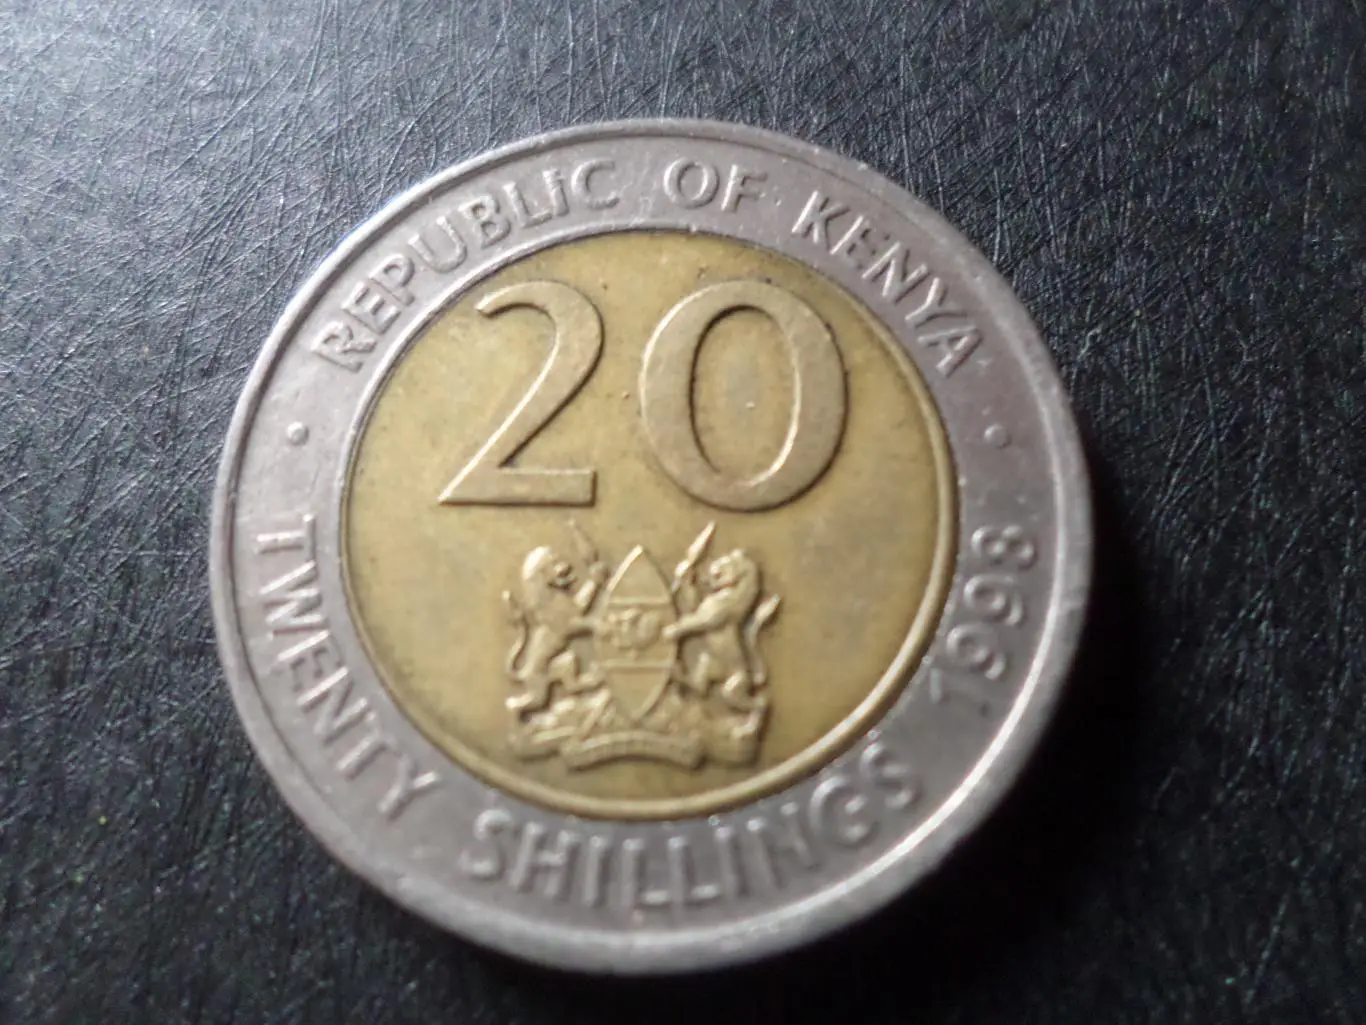 REPUBLIC OF KENYA
20
TWENTY SHILLINGS 1998